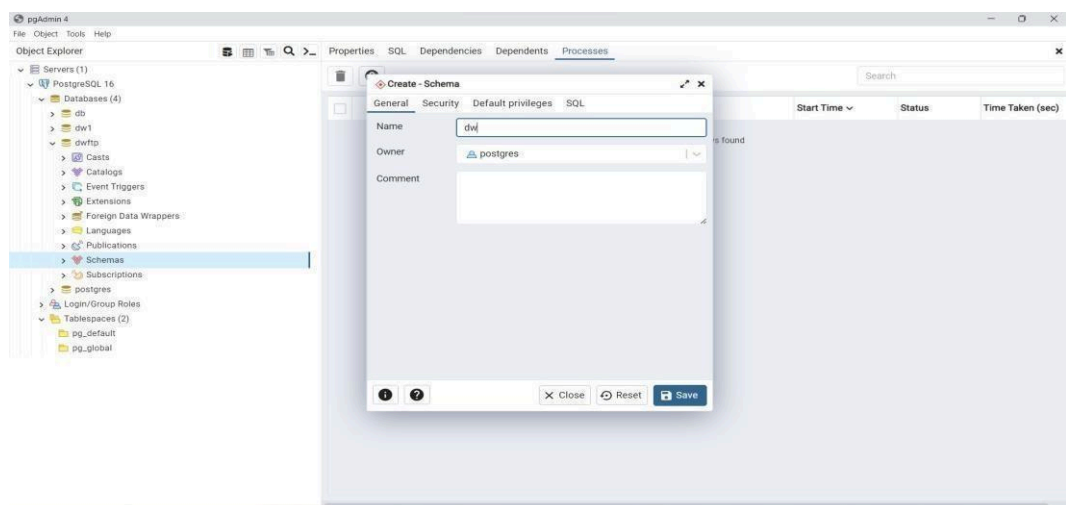 pgAdmin 4
File Object Tools Help
Object Explorer
Properties SQL Dependencies Dependents Processes
Servers (1)
PostgreSQL 16
Databases (4)
db
dw1
dwftp
Casts
Catalogs
Event Triggers
Extensions
Foreign Data Wrappers
Languages
Publications
Schemas
Subscriptions
postgres
Login/Group Roles
Tablespaces (2)
pg_default
pg_global
Search
Start Time Status Time Taken (sec)
found
Create - Schema
General Security Default privileges SQL
Name dw
Owner postgres
Comment
Close Reset Save